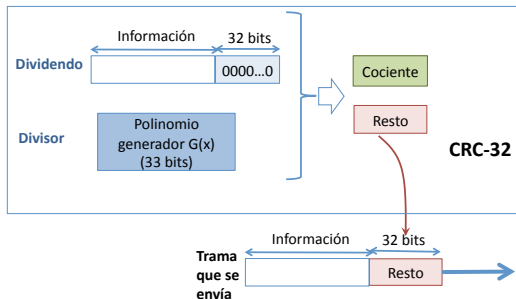 Información
32 bits
Dividendo
0000...0
Cociente
Polinomio
generador G(x)
(33 bits)
Divisor
Resto
CRC-32
Información
32 bits
Trama
que se
envía
Resto